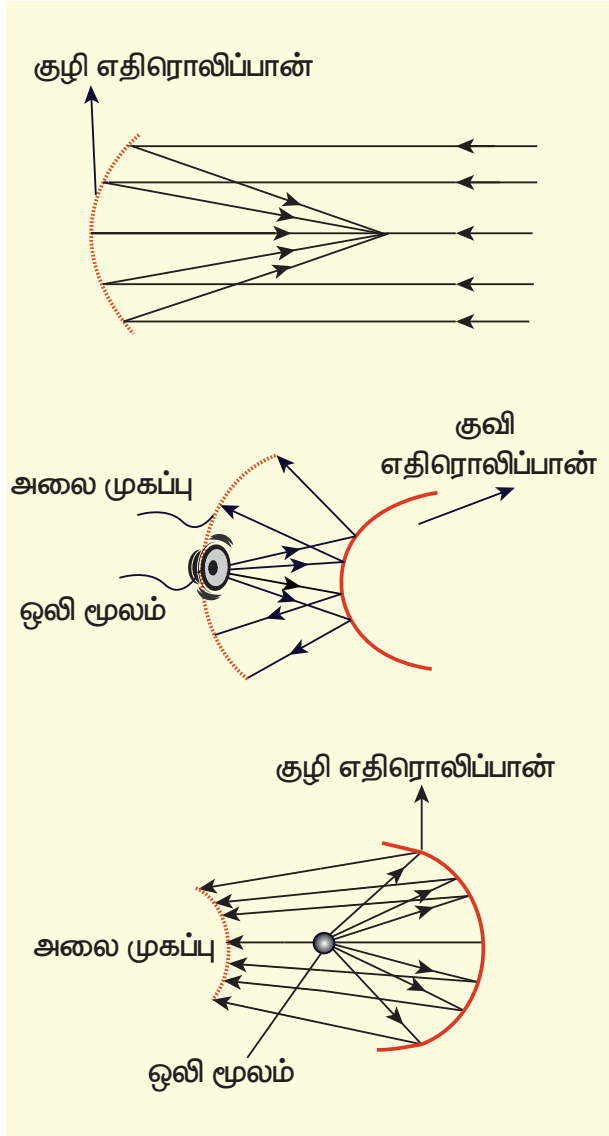 குழி எதிரொலிப்பான்
குவி
எதிரொலிப்பான்
அலை முகப்பு
ஒலி மூலம்
குழி எதிரொலிப்பான்
அலை முகப்பு
ஒலி மூலம்